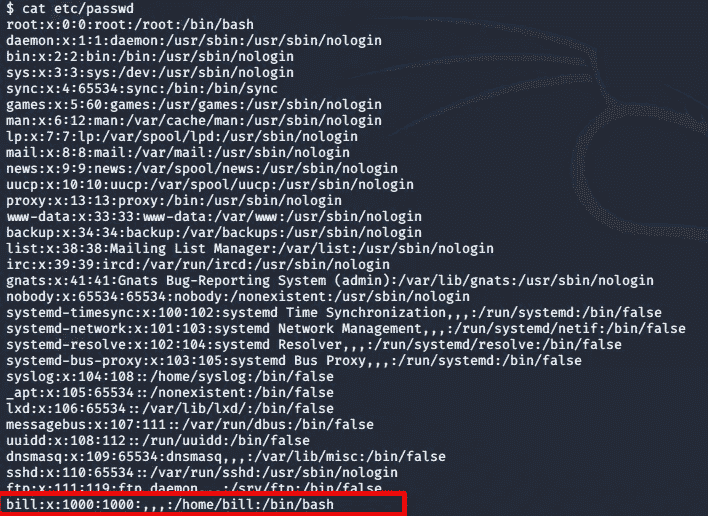 $ cat etc/passwd
root:x:0:0:root:/root:/bin/bash
daemon:x:1:1:daemon:/usr/sbin:/usr/sbin/nologin
bin:x:2:2:bin:/bin:/usr/sbin/nologin
sys:x:3:3:sys:/dev:/usr/sbin/nologin
sync:x:4:65534:sync:/bin:/bin/sync
games:x:5:60:games:/usr/games:/usr/sbin/nologin
man:x:6:12:man:/var/cache/man:/usr/sbin/nologin
lp:x:7:7:lp:/var/spool/lpd:/usr/sbin/nologin
mail:x:8:8:mail:/var/mail:/usr/sbin/nologin
news:x:9:9:news:/var/spool/news:/usr/sbin/nologin
uucp:x:10:10:uucp:/var/spool/uucp:/usr/sbin/nologin
proxy:x:13:13:proxy:/bin:/usr/sbin/nologin
www-data:x:33:33:www-data:/var/www:/usr/sbin/nologin
backup:x:34:34:backup:/var/backups:/usr/sbin/nologin
list:x:38:38:Mailing List Manager:/var/list:/usr/sbin/nologin
irc:x:39:39:ircd:/var/run/ircd:/usr/sbin/nologin
gnats:x:41:41:Gnats Bug-Reporting System (admin):/var/lib/gnats:/usr/sbin/nologin
nobody:x:65534:65534:nobody:/nonexistent:/usr/sbin/nologin
systemd-timesync:x:100:102:systemd Time Synchronization,,,:/run/systemd:/bin/false
systemd-network:x:101:103:systemd Network Management,,,:/run/systemd/netif:/bin/false
systemd-resolve:x:102:104:systemd Resolver,,,:/run/systemd/resolve:/bin/false
systemd-bus-proxy:x:103:105:systemd Bus Proxy,,,:/run/systemd:/bin/false
syslog:x:104:108::/home/syslog:/bin/false
_apt:x:105:65534::/nonexistent:/bin/false
lxd:x:106:65534::/var/lib/lxd/:/bin/false
messagebus:x:107:111::/var/run/dbus:/bin/false
uuidd:x:108:112::/run/uuidd:/bin/false
dnsmasq:x:109:65534:dnsmasq,,,:/var/lib/misc:/bin/false
sshd:x:110:65534::/var/run/sshd:/usr/sbin/nologin
ftp:x:111:119:ftp daemon,,,:/srv/ftp:/bin/false
bill:x:1000:1000:,,,:/home/bill:/bin/bash